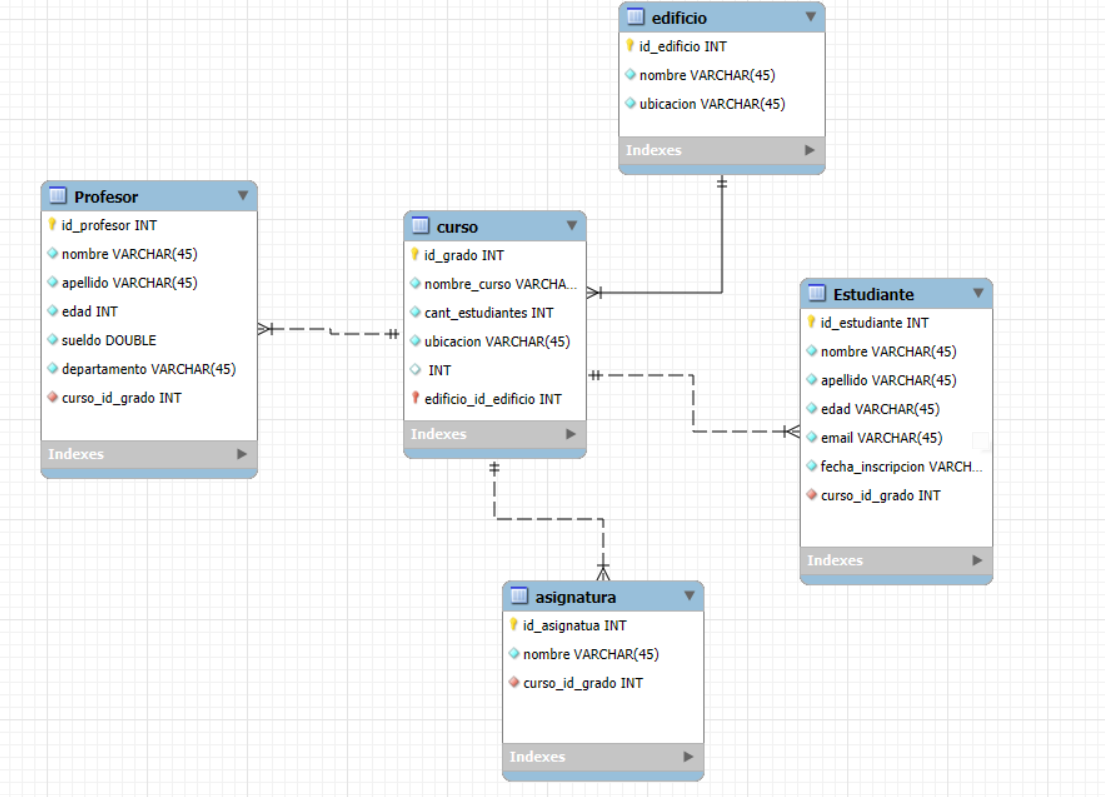 edificio
id_edificio INT
nombre VARCHAR(45)
ubicacion VARCHAR(45)
Indexes
Profesor
id_profesor INT
nombre VARCHAR(45)
apellido VARCHAR(45)
edad INT
sueldo DOUBLE
departamento VARCHAR(45)
curso_id_grado INT
Indexes
curso
id_grado INT
nombre_curso VARCHA...
cant_estudiantes INT
ubicacion VARCHAR(45)
INT
edificio_id_edificio INT
Indexes
Estudiante
id_estudiante INT
nombre VARCHAR(45)
apellido VARCHAR(45)
edad VARCHAR(45)
email VARCHAR(45)
fecha_inscripcion VARCH...
curso_id_grado INT
Indexes
asignatura
id_asignatua INT
nombre VARCHAR(45)
curso_id_grado INT
Indexes